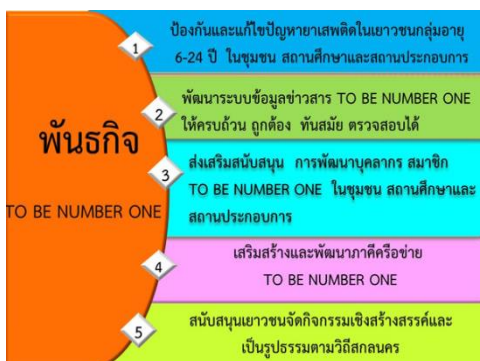 พันธกิจ
TO BE NUMBER ONE
1
ป้องกันและแก้ไขปัญหายาเสพติดในเยาวชนกลุ่มอายุ
6-24 ปี ในชุมชน สถานศึกษาและสถานประกอบการ
2
พัฒนาระบบข้อมูลข่าวสาร TO BE NUMBER ONE
ให้ครบถ้วน ถูกต้อง ทันสมัย ตรวจสอบได้
3
ส่งเสริมสนับสนุน การพัฒนาบุคลากร สมาชิก
TO BE NUMBER ONE ในชุมชน สถานศึกษาและ
สถานประกอบการ
4
เสริมสร้างและพัฒนาภาคีเครือข่าย
TO BE NUMBER ONE
5
สนับสนุนเยาวชนจัดกิจกรรมเชิงสร้างสรรค์และ
เป็นรูปธรรมตามวิถีสกลนคร